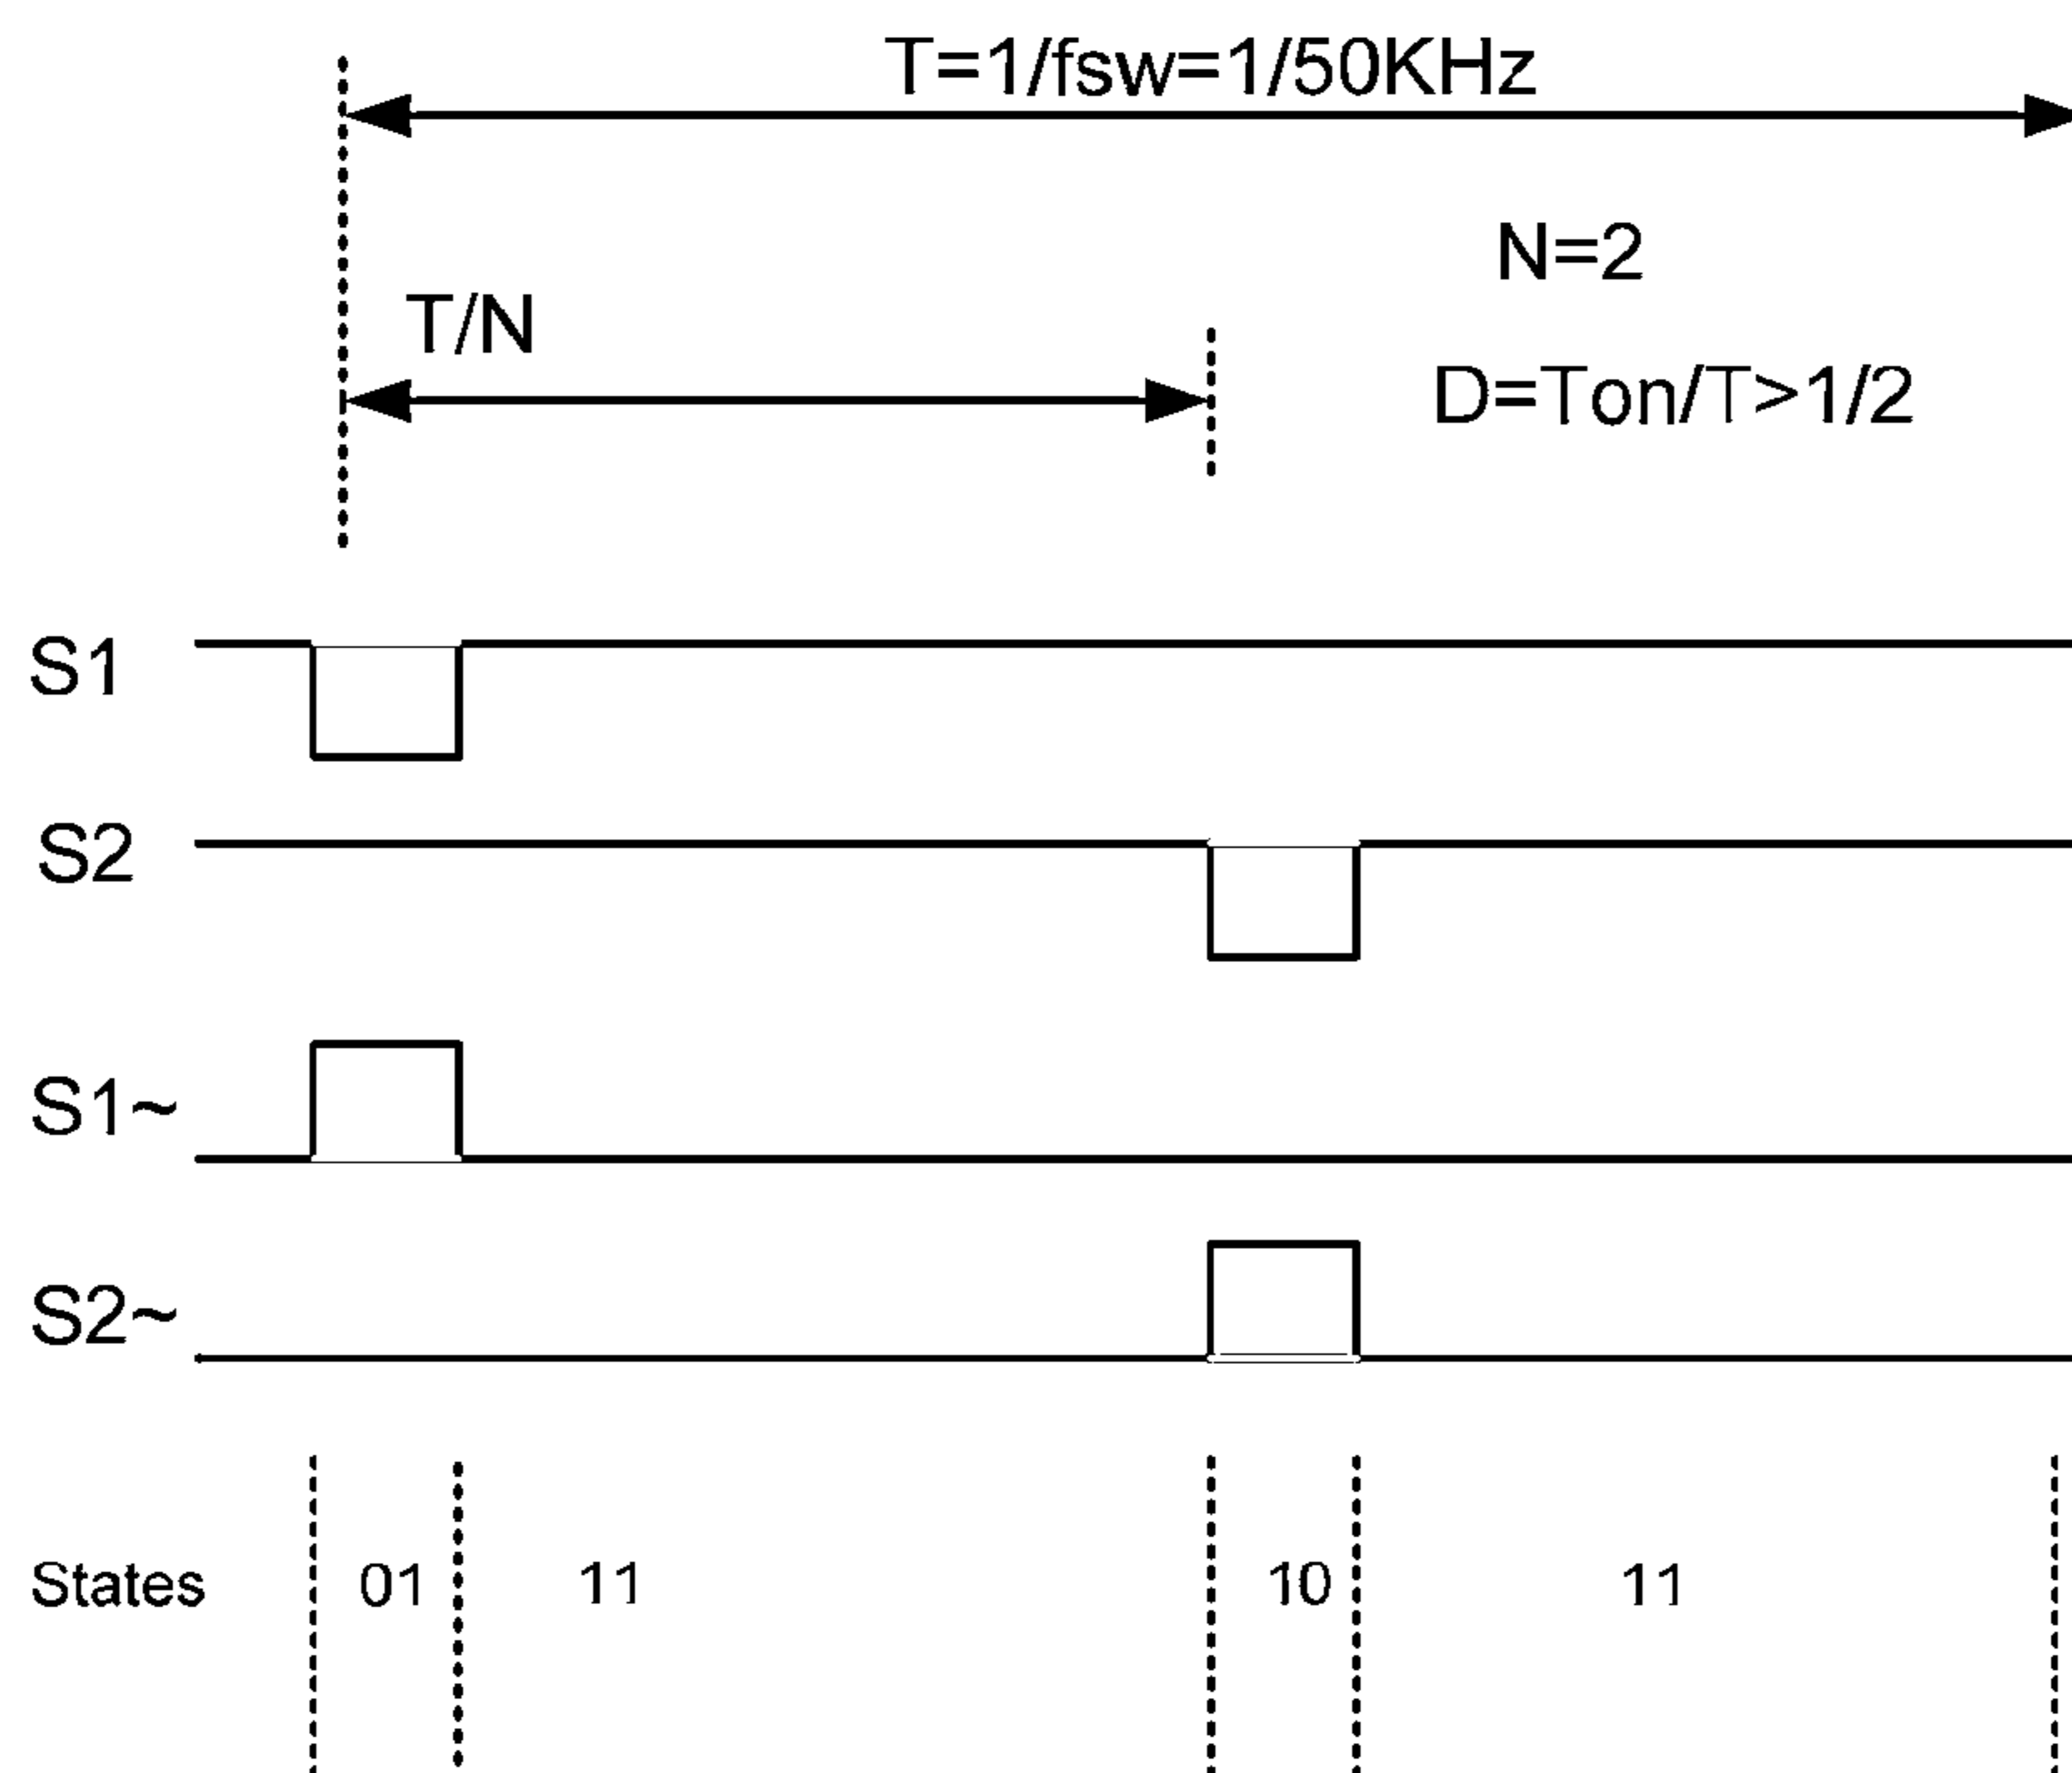 T=1/fsw=1/50KHz
N=2
T/N
D=Ton/T>1/2
S1
S2
S1~
S2~
States 01 11 10 11